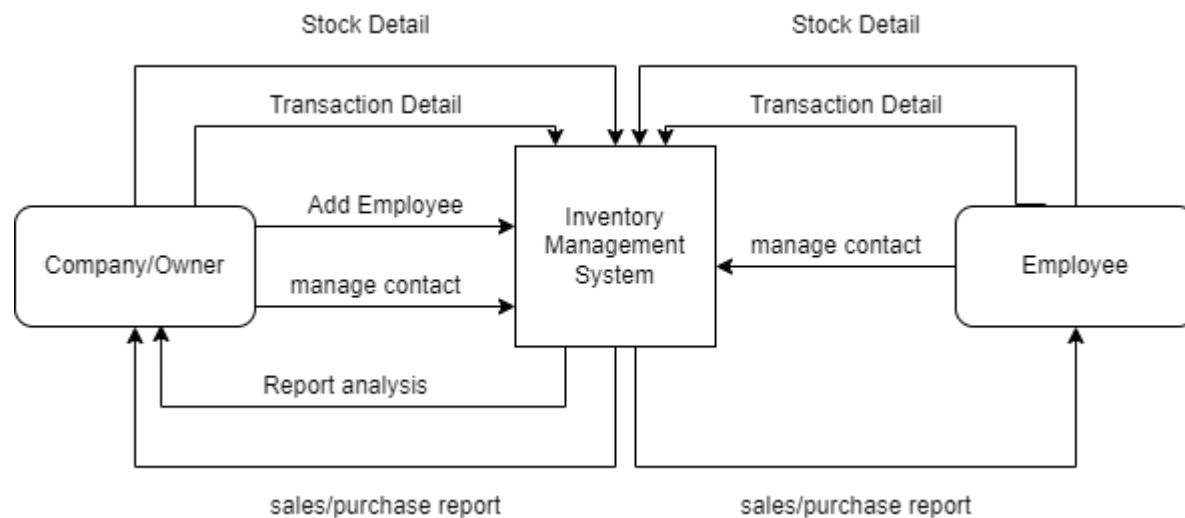 Stock Detail
Stock Detail
Transaction Detail
Transaction Detail
Add Employee
Inventory
Management
System
manage contact
Company/Owner
Employee
manage contact
Report analysis
sales/purchase report
sales/purchase report